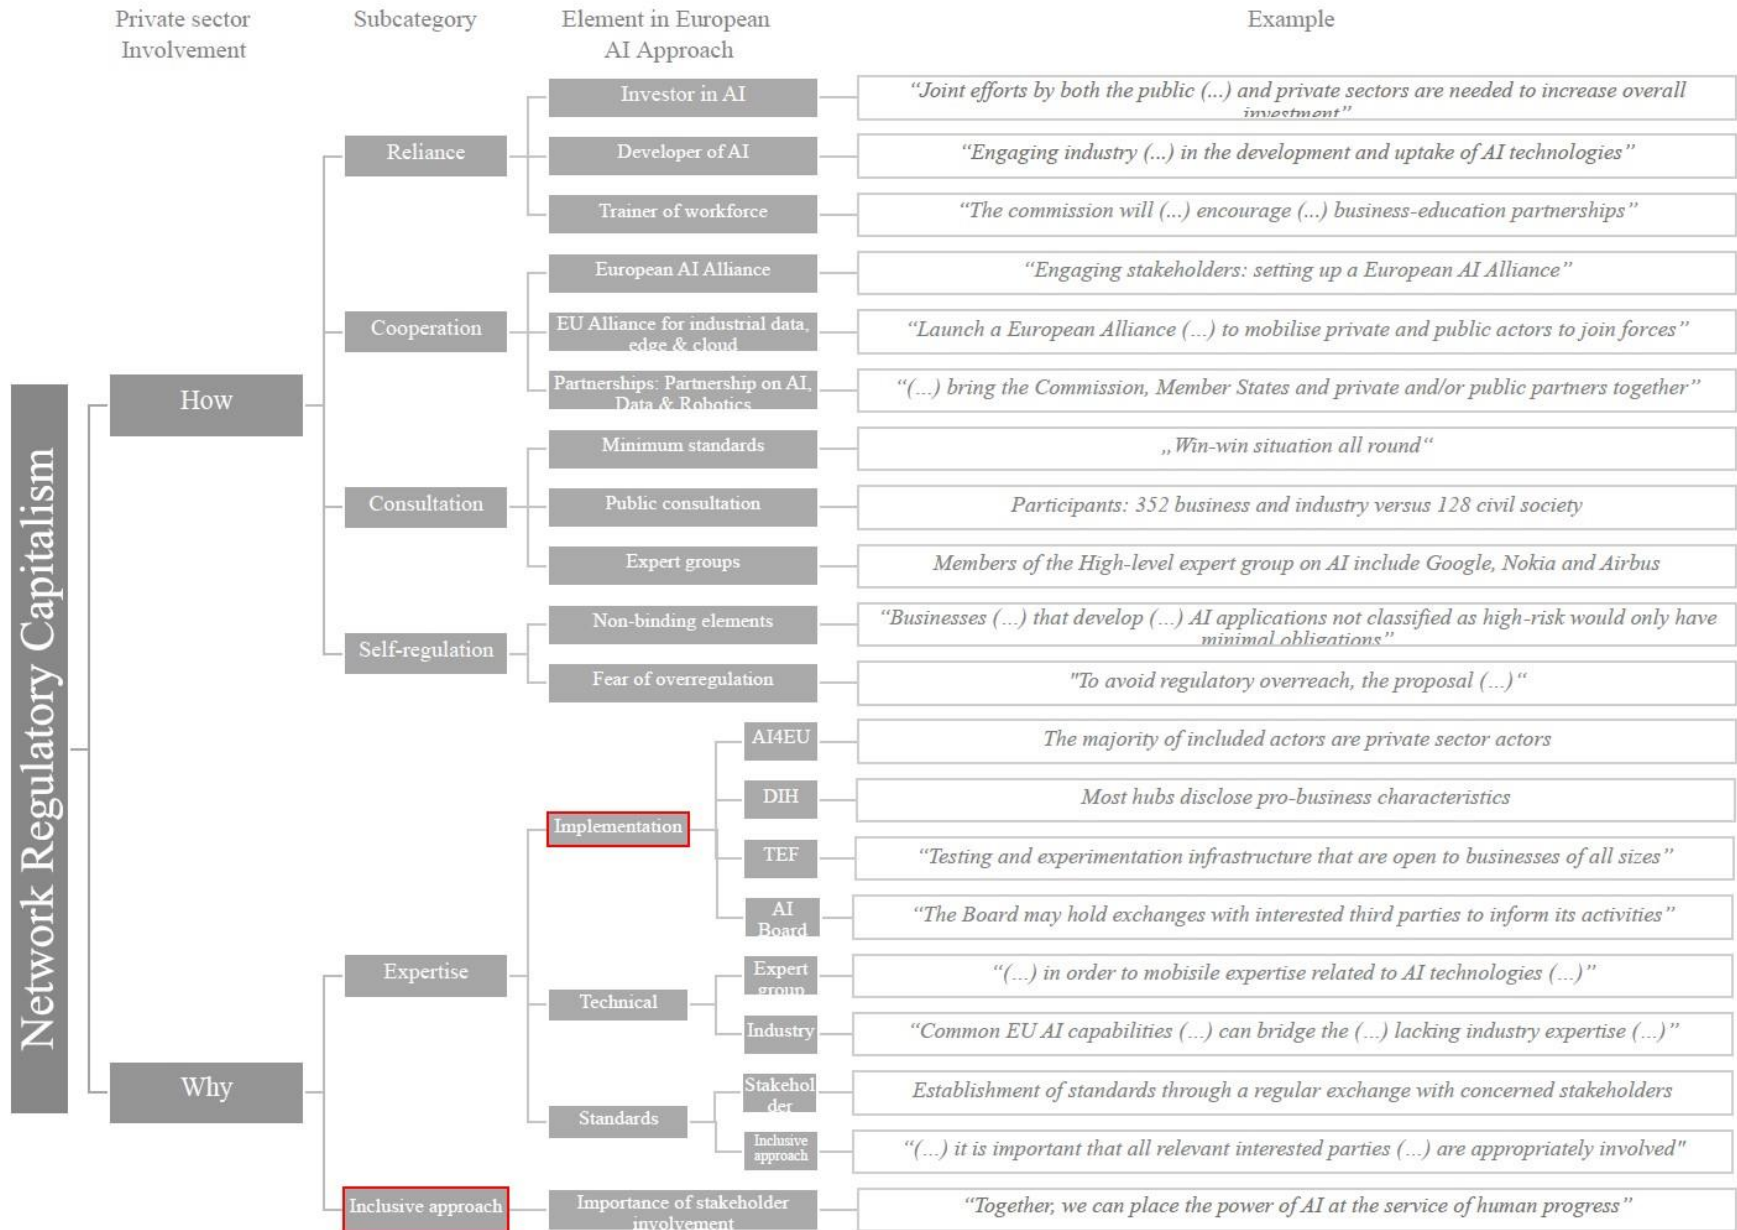 Private sector
Involvement
Subcategory
Element in European
AI Approach
Example
Network Regulatory Capitalism
How
Reliance
Investor in AI
“Joint efforts by both the public (...) and private sectors are needed to increase overall
investment”
Developer of AI
“Engaging industry (...) in the development and uptake of AI technologies”
Trainer of workforce
“The commission will (...) encourage (...) business-education partnerships”
Cooperation
European AI Alliance
“Engaging stakeholders: setting up a European AI Alliance”
EU Alliance for industrial data,
edge & cloud
“Launch a European Alliance (...) to mobilise private and public actors to join forces”
Partnerships: Partnership on AI,
Data & Robotics
“(...) bring the Commission, Member States and private and/or public partners together”
Consultation
Minimum standards
„Win-win situation all round“
Public consultation
Participants: 352 business and industry versus 128 civil society
Expert groups
Members of the High-level expert group on AI include Google, Nokia and Airbus
Self-regulation
Non-binding elements
“Businesses (...) that develop (...) AI applications not classified as high-risk would only have
minimal obligations”
Fear of overregulation
"To avoid regulatory overreach, the proposal (...)“
Why
Expertise
Implementation
AI4EU
The majority of included actors are private sector actors
DIH
Most hubs disclose pro-business characteristics
TEF
“Testing and experimentation infrastructure that are open to businesses of all sizes”
AI
Board
“The Board may hold exchanges with interested third parties to inform its activities”
Technical
Expert
group
“(...) in order to mobisile expertise related to AI technologies (...)”
Industry
“Common EU AI capabilities (...) can bridge the (...) lacking industry expertise (...)”
Standards
Stakehol
der
Establishment of standards through a regular exchange with concerned stakeholders
Inclusive
approach
“(...) it is important that all relevant interested parties (...) are appropriately involved"
Inclusive approach
Importance of stakeholder
involvement
“Together, we can place the power of AI at the service of human progress”